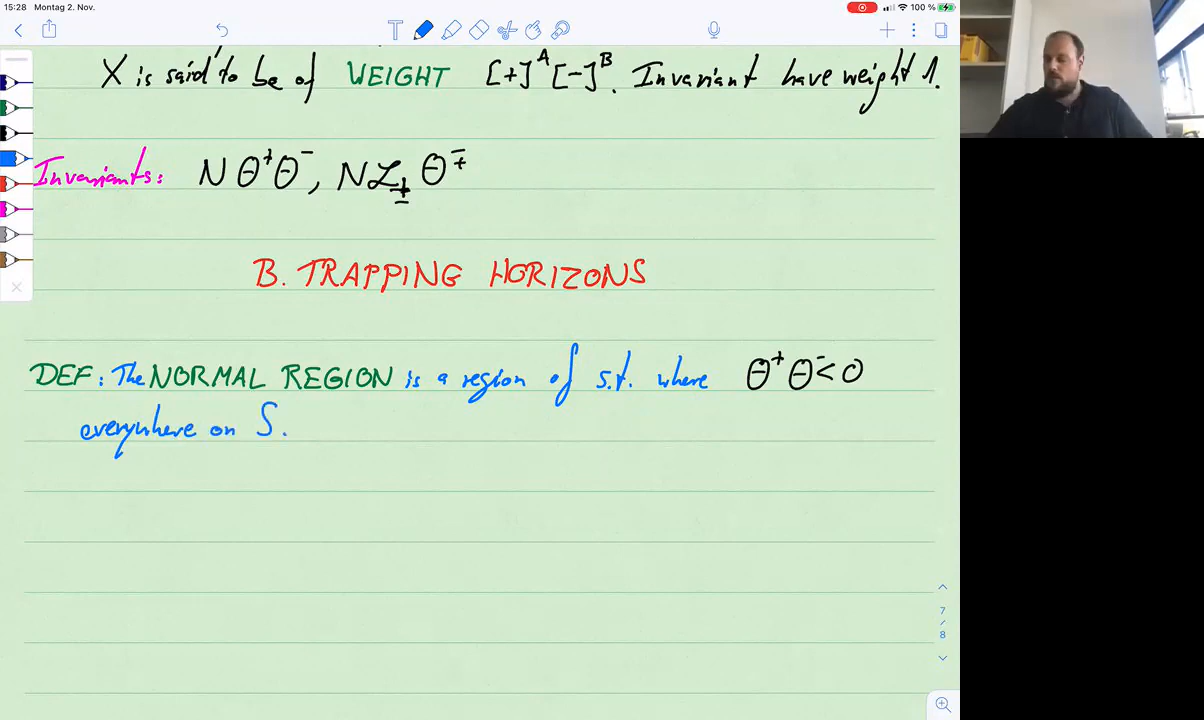 15:28 Montag 2. Nov. 100 %
X is said to be of WEIGHT [+]^A [-]^B. Invariant have weight 1.
Invariants: N Θ⁺Θ⁻, Nℒ± Θ∓
B. TRAPPING HORIZONS
DEF: The NORMAL REGION is a region of s.t. where Θ⁺Θ⁻<0
everywhere on S.
7
/
8